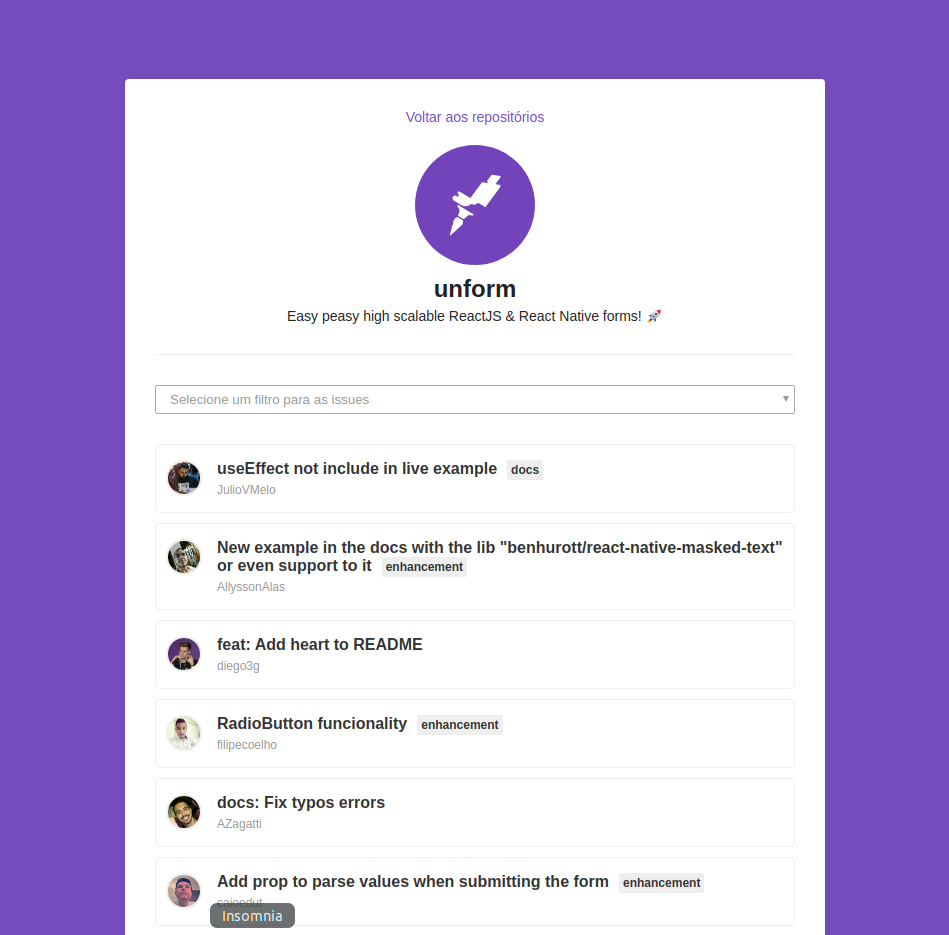 Voltar aos repositórios
unform
Easy peasy high scalable ReactJS & React Native forms! 🚀
Selecione um filtro para as issues
useEffect not include in live example docs
JulioVMelo
New example in the docs with the lib "benhurott/react-native-masked-text"
or even support to it enhancement
AllyssonAlas
feat: Add heart to README
diego3g
RadioButton funcionality enhancement
filipecoelho
docs: Fix typos errors
AZagatti
Add prop to parse values when submitting the form enhancement
caioedut
Insomnia